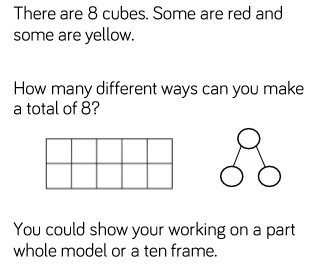 There are 8 cubes. Some are red and
some are yellow.
How many different ways can you make
a total of 8?
You could show your working on a part
whole model or a ten frame.